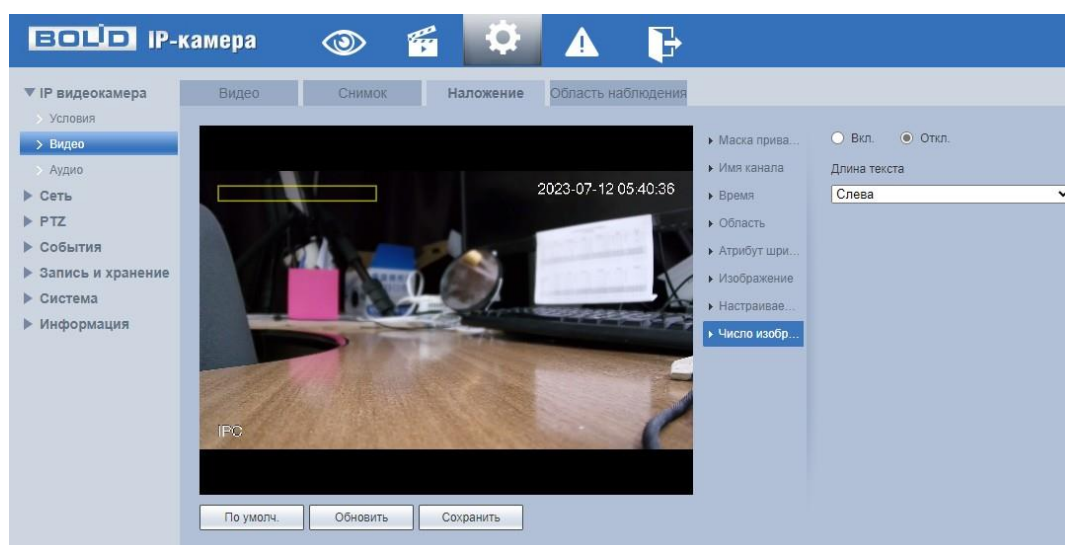 BOLID IP-камера
IP видеокамера
Условия
Видео
Аудио
Сеть
PTZ
События
Запись и хранение
Система
Информация
Видео
Снимок
Наложение
Область наблюдения
2023-07-12 05:40:36
IPC
Маска прива...
Имя канала
Время
Область
Атрибут шри...
Изображение
Настраивае...
Число изобр...
Вкл.
Откл.
Длина текста
Слева
По умолч.
Обновить
Сохранить